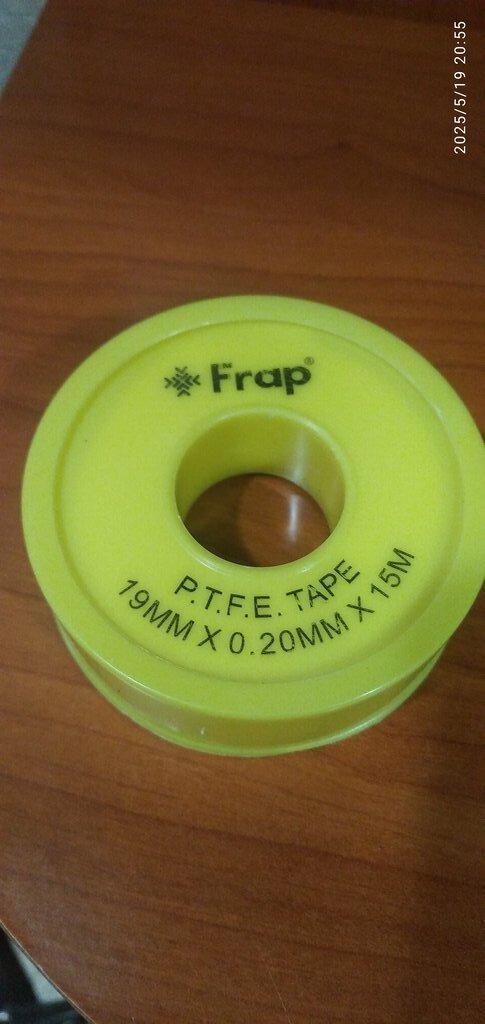 2025/5/19 20:55
Frap®
P.T.F.E. TAPE
19MM X 0.20MM X 15M